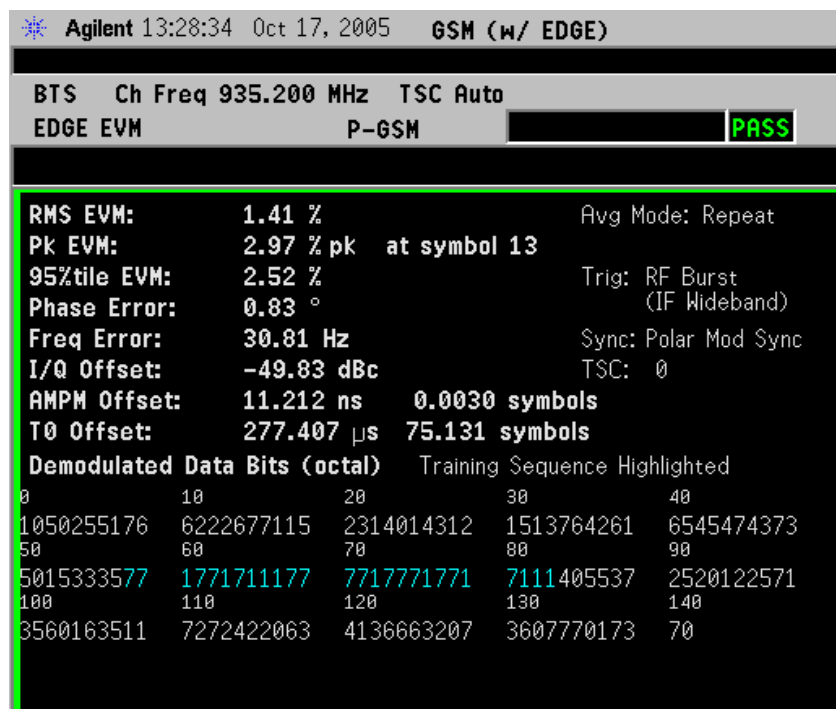 Agilent 13:28:34 Oct 17, 2005 GSM (w/ EDGE)
BTS Ch Freq 935.200 MHz TSC Auto
EDGE EVM P-GSM PASS
RMS EVM: 1.41 % Avg Mode: Repeat
Pk EVM: 2.97 % pk at symbol 13
95%tile EVM: 2.52 % Trig: RF Burst
Phase Error: 0.83 ° (IF Wideband)
Freq Error: 30.81 Hz Sync: Polar Mod Sync
I/Q Offset: -49.83 dBc TSC: 0
AMPM Offset: 11.212 ns 0.0030 symbols
T0 Offset: 277.407 µs 75.131 symbols
Demodulated Data Bits (octal) Training Sequence Highlighted
0 10 20 30 40
1050255176 6222677115 2314014312 1513764261 6545474373
50 60 70 80 90
5015333577 1771711177 7717771771 7111405537 2520122571
100 110 120 130 140
3560163511 7272422063 4136663207 3607770173 70